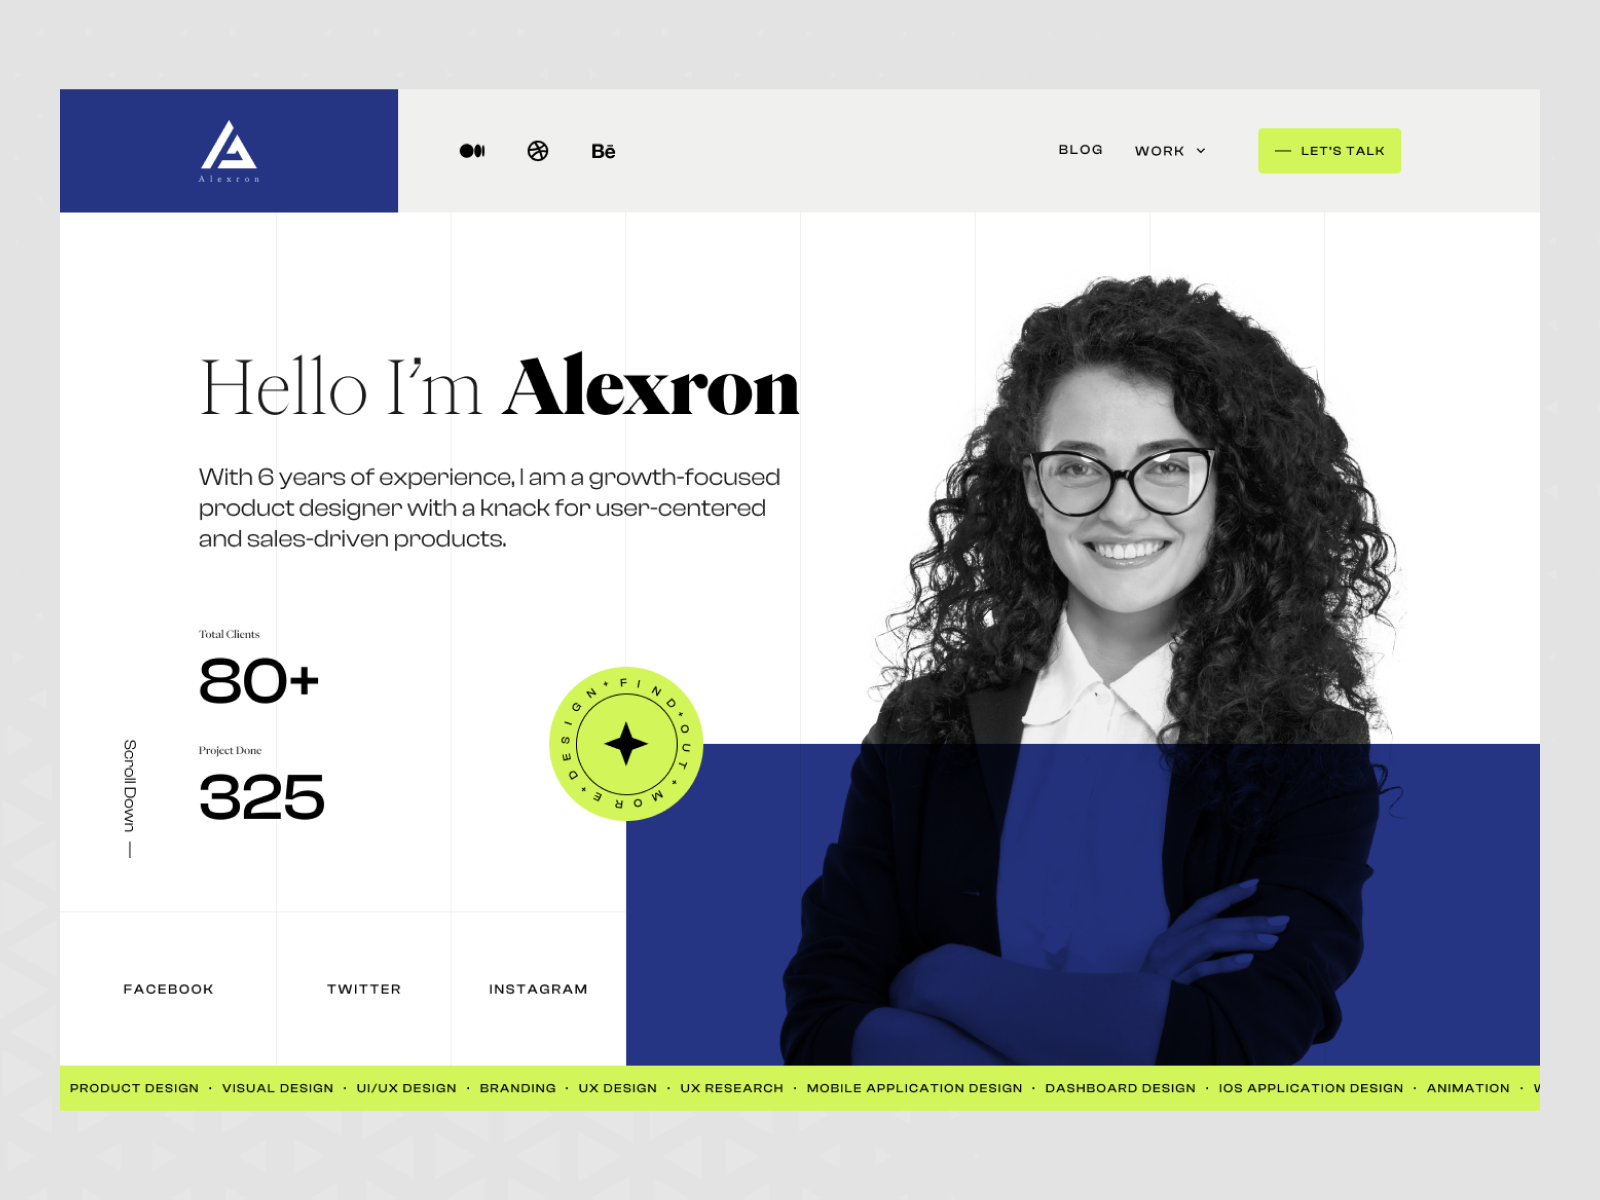 Alexron
Bē
BLOG
WORK
— LET'S TALK
Hello I'm Alexron
With 6 years of experience, I am a growth-focused
product designer with a knack for user-centered
and sales-driven products.
Total Clients
80+
Project Done
325
Scroll Down —
DESIGN + FIND + OUT + MORE +
FACEBOOK
TWITTER
INSTAGRAM
PRODUCT DESIGN · VISUAL DESIGN · UI/UX DESIGN · BRANDING · UX DESIGN · UX RESEARCH · MOBILE APPLICATION DESIGN · DASHBOARD DESIGN · IOS APPLICATION DESIGN · ANIMATION ·